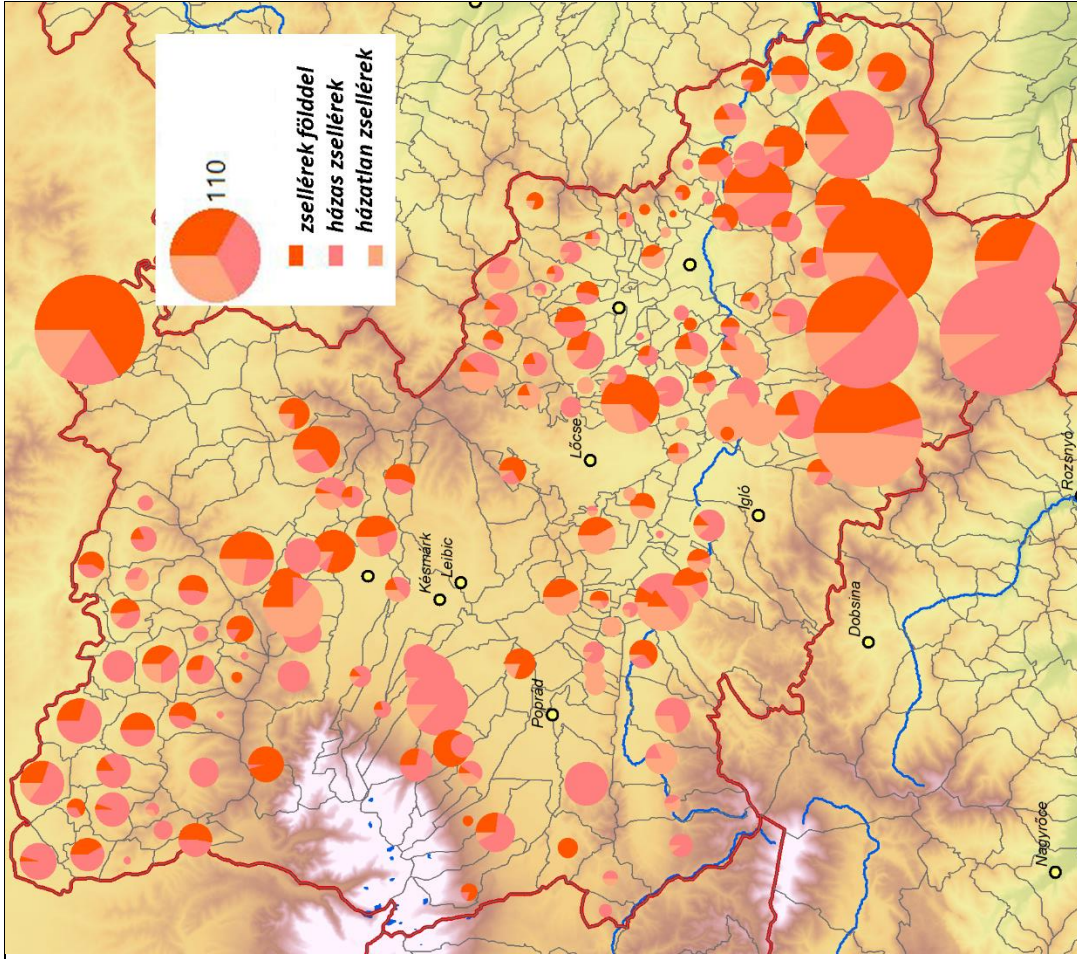 110
zsellérek földdel
házas zsellérek
házatlan zsellérek
Késmárk
Leibic
Lőcse
Poprád
Igló
Dobsina
Rozsnyó
Nagyrőce